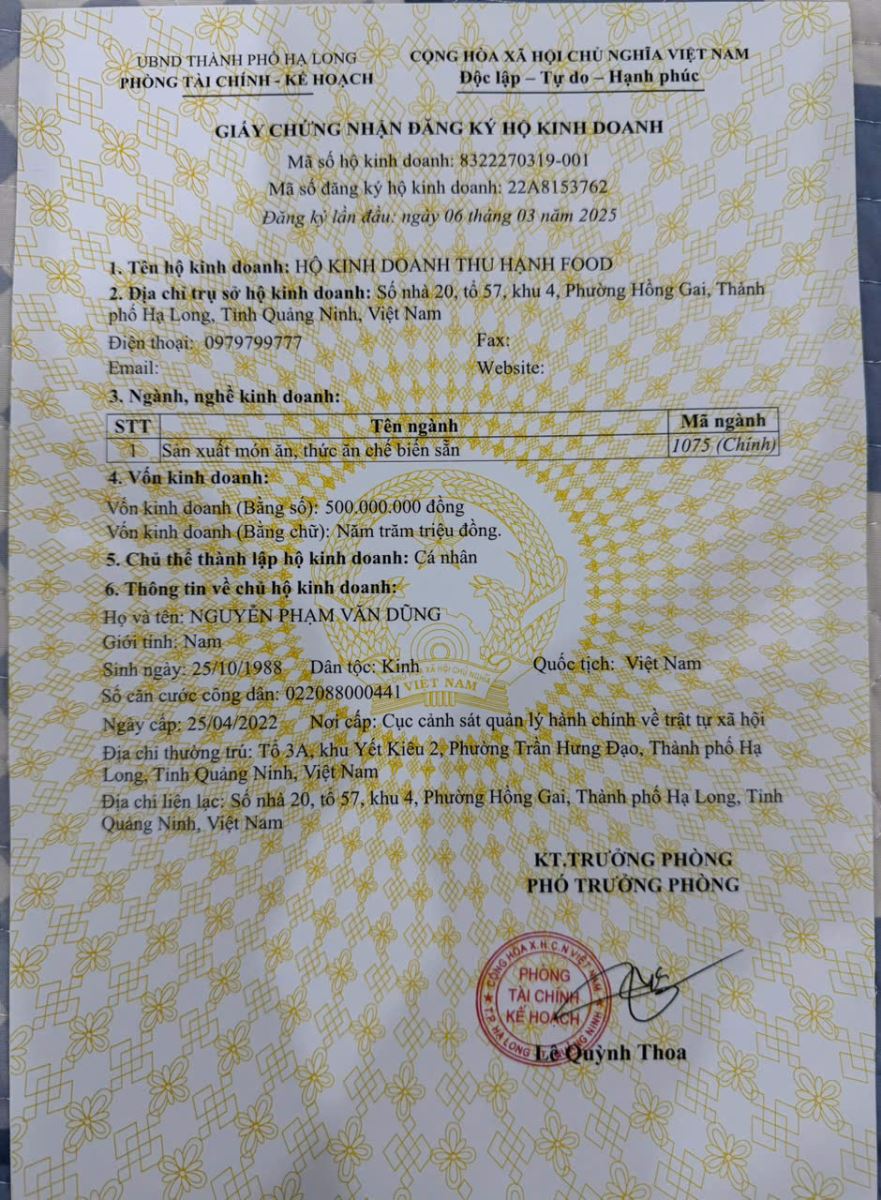 UBND THÀNH PHỐ HẠ LONG
PHÒNG TÀI CHÍNH - KẾ HOẠCH
CỘNG HÒA XÃ HỘI CHỦ NGHĨA VIỆT NAM
Độc lập – Tự do – Hạnh phúc
GIẤY CHỨNG NHẬN ĐĂNG KÝ HỘ KINH DOANH
Mã số hộ kinh doanh: 8322270319-001
Mã số đăng ký hộ kinh doanh: 22A8153762
Đăng ký lần đầu: ngày 06 tháng 03 năm 2025
1. Tên hộ kinh doanh: HỘ KINH DOANH THU HẠNH FOOD
2. Địa chỉ trụ sở hộ kinh doanh: Số nhà 20, tổ 57, khu 4, Phường Hồng Gai, Thành
phố Hạ Long, Tỉnh Quảng Ninh, Việt Nam
Điện thoại: 0979799777 Fax:
Email: Website:
3. Ngành, nghề kinh doanh:
STT Tên ngành Mã ngành
1 Sản xuất món ăn, thức ăn chế biến sẵn 1075 (Chính)
4. Vốn kinh doanh:
Vốn kinh doanh (Bằng số): 500.000.000 đồng
Vốn kinh doanh (Bằng chữ): Năm trăm triệu đồng.
5. Chủ thể thành lập hộ kinh doanh: Cá nhân
6. Thông tin về chủ hộ kinh doanh:
Họ và tên: NGUYỄN PHẠM VĂN DŨNG
Giới tính: Nam
Sinh ngày: 25/10/1988 Dân tộc: Kinh Quốc tịch: Việt Nam
Số căn cước công dân: 022088000441
VIỆT NAM
Ngày cấp: 25/04/2022 Nơi cấp: Cục cảnh sát quản lý hành chính về trật tự xã hội
Địa chỉ thường trú: Tổ 3A, khu Yết Kiêu 2, Phường Trần Hưng Đạo, Thành phố Hạ
Long, Tỉnh Quảng Ninh, Việt Nam
Địa chỉ liên lạc: Số nhà 20, tổ 57, khu 4, Phường Hồng Gai, Thành phố Hạ Long, Tỉnh
Quảng Ninh, Việt Nam
KT.TRƯỞNG PHÒNG
PHÓ TRƯỞNG PHÒNG
CỘNG HÒA X.H.C.N VIỆT NAM
PHÒNG
TÀI CHÍNH
KẾ HOẠCH
T.P HẠ LONG
Lê Quỳnh Thoa